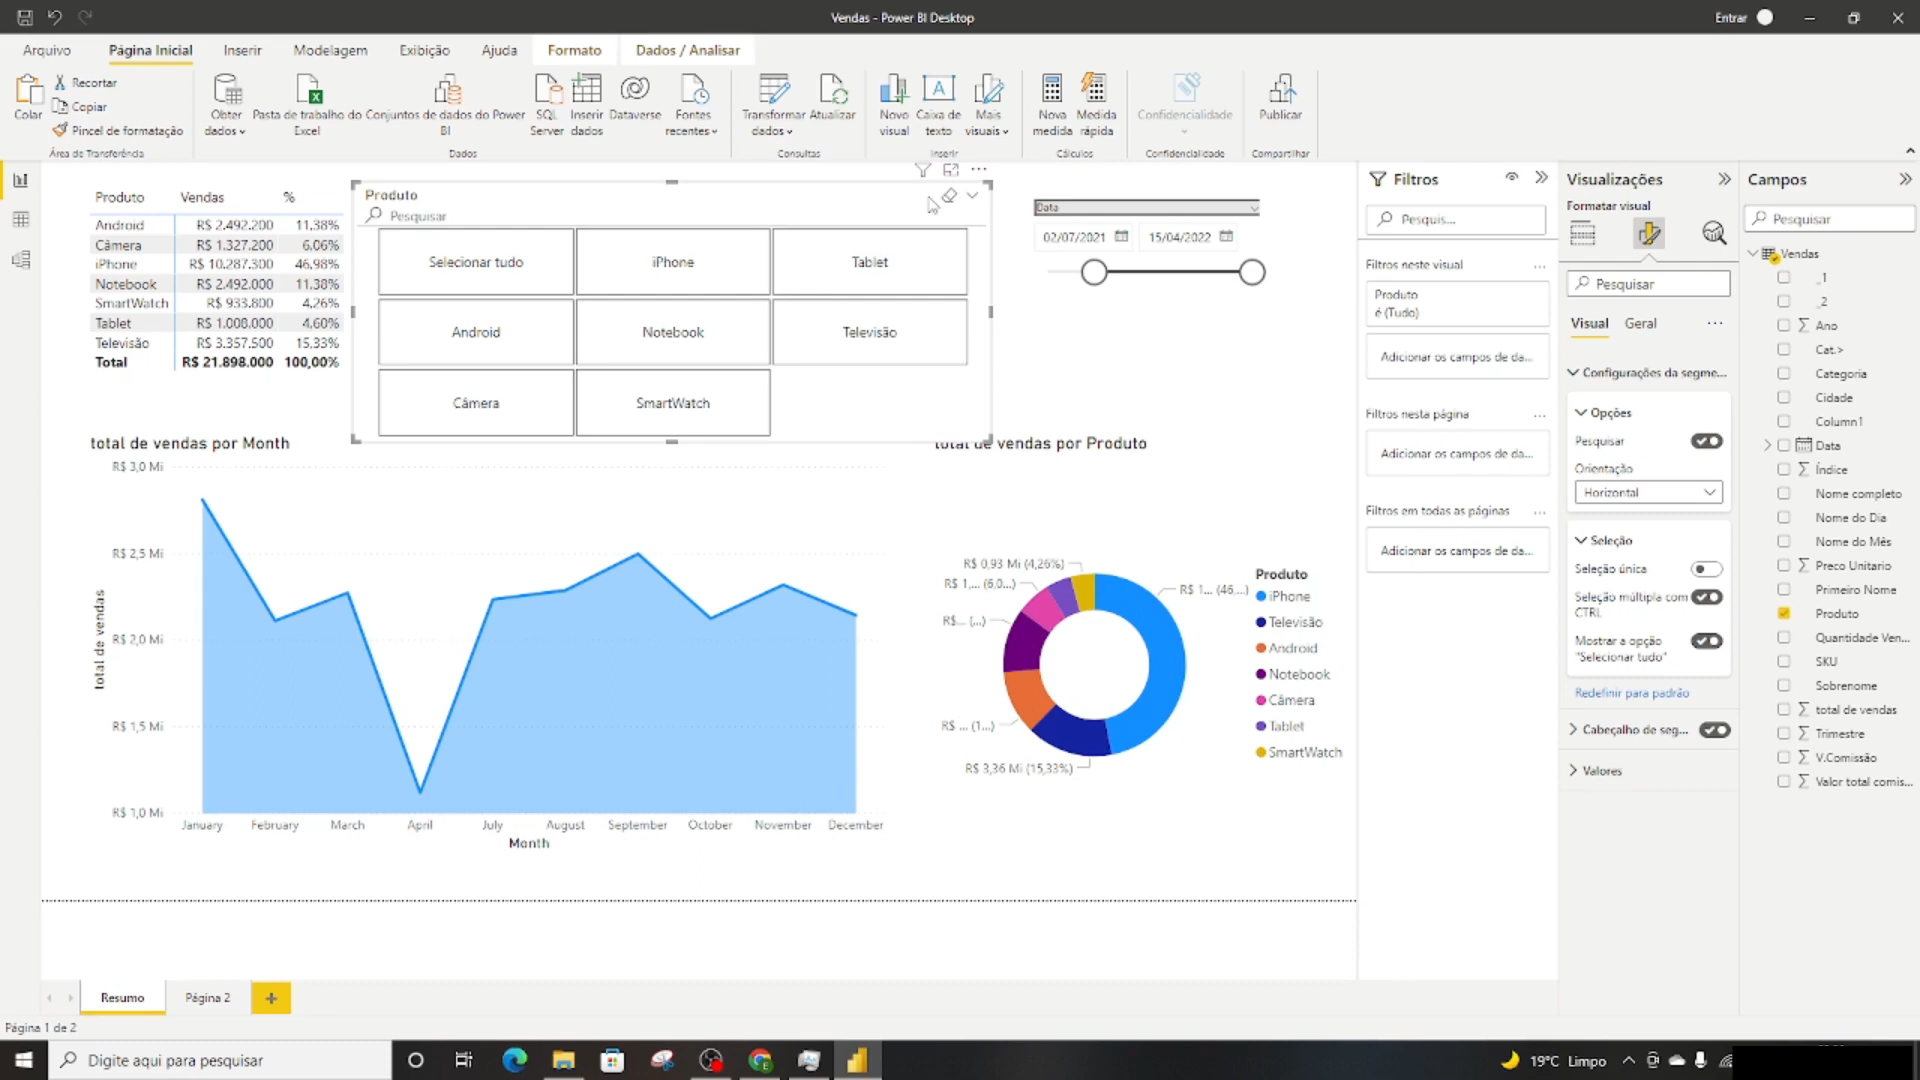 Vendas - Power BI Desktop
Entrar
Arquivo
Página Inicial
Inserir
Modelagem
Exibição
Ajuda
Formato
Dados / Analisar
Colar
Recortar
Copiar
Pincel de formatação
Área de Transferência
Obter dados
Pasta de trabalho do Excel
Conjuntos de dados do Power BI
SQL Server
Inserir dados
Dataverse
Fontes recentes
Dados
Transformar dados
Atualizar
Consultas
Novo visual
Caixa de texto
Mais visuais
Inserir
Nova medida
Medida rápida
Cálculos
Confidencialidade
Confidencialidade
Publicar
Compartilhar
Produto Vendas %
Android R$ 2.492.200 11,38%
Câmera R$ 1.327.200 6,06%
iPhone R$ 10.287.300 46,98%
Notebook R$ 2.492.000 11,38%
SmartWatch R$ 933.800 4,26%
Tablet R$ 1.008.000 4,60%
Televisão R$ 3.357.500 15,33%
Total R$ 21.898.000 100,00%
Produto
Pesquisar
Selecionar tudo iPhone Tablet
Android Notebook Televisão
Câmera SmartWatch
Data
02/07/2021 15/04/2022
total de vendas por Month
R$ 3,0 Mi
R$ 2,5 Mi
R$ 2,0 Mi
R$ 1,5 Mi
R$ 1,0 Mi
total de vendas
January February March April July August September October November December
Month
total de vendas por Produto
R$ 0,93 Mi (4,26%)
R$ 1,... (6,0...)
R$... (...)
R$ ... (1...)
R$ 3,36 Mi (15,33%)
R$ 1... (46,...)
Produto
iPhone
Televisão
Android
Notebook
Câmera
Tablet
SmartWatch
Filtros
Pesquis...
Filtros neste visual ...
Produto
é (Tudo)
Adicionar os campos de da...
Filtros nesta página ...
Adicionar os campos de da...
Filtros em todas as páginas ...
Adicionar os campos de da...
Visualizações
Formatar visual
Pesquisar
Visual Geral ...
Configurações da segme...
Opções
Pesquisar
Orientação
Horizontal
Seleção
Seleção única
Seleção múltipla com
CTRL
Mostrar a opção
"Selecionar tudo"
Redefinir para padrão
Cabeçalho de seg...
Valores
Campos
Pesquisar
Vendas
_1
_2
Ano
Cat.>
Categoria
Cidade
Column1
Data
Índice
Nome completo
Nome do Dia
Nome do Mês
Preco Unitario
Primeiro Nome
Produto
Quantidade Ven...
SKU
Sobrenome
total de vendas
Trimestre
V.Comissão
Valor total comis...
Resumo
Página 2
+
Página 1 de 2
Digite aqui para pesquisar
19°C Limpo